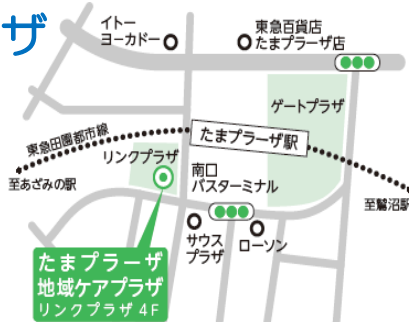 ザ
イトー
ヨーカドー
東急百貨店
たまプラーザ店
ゲートプラザ
東急田園都市線
たまプラーザ駅
リンクプラザ
南口
バスターミナル
至あざみの駅
至鷺沼駅
サウス
プラザ
ローソン
たまプラーザ
地域ケアプラザ
リンクプラザ 4F